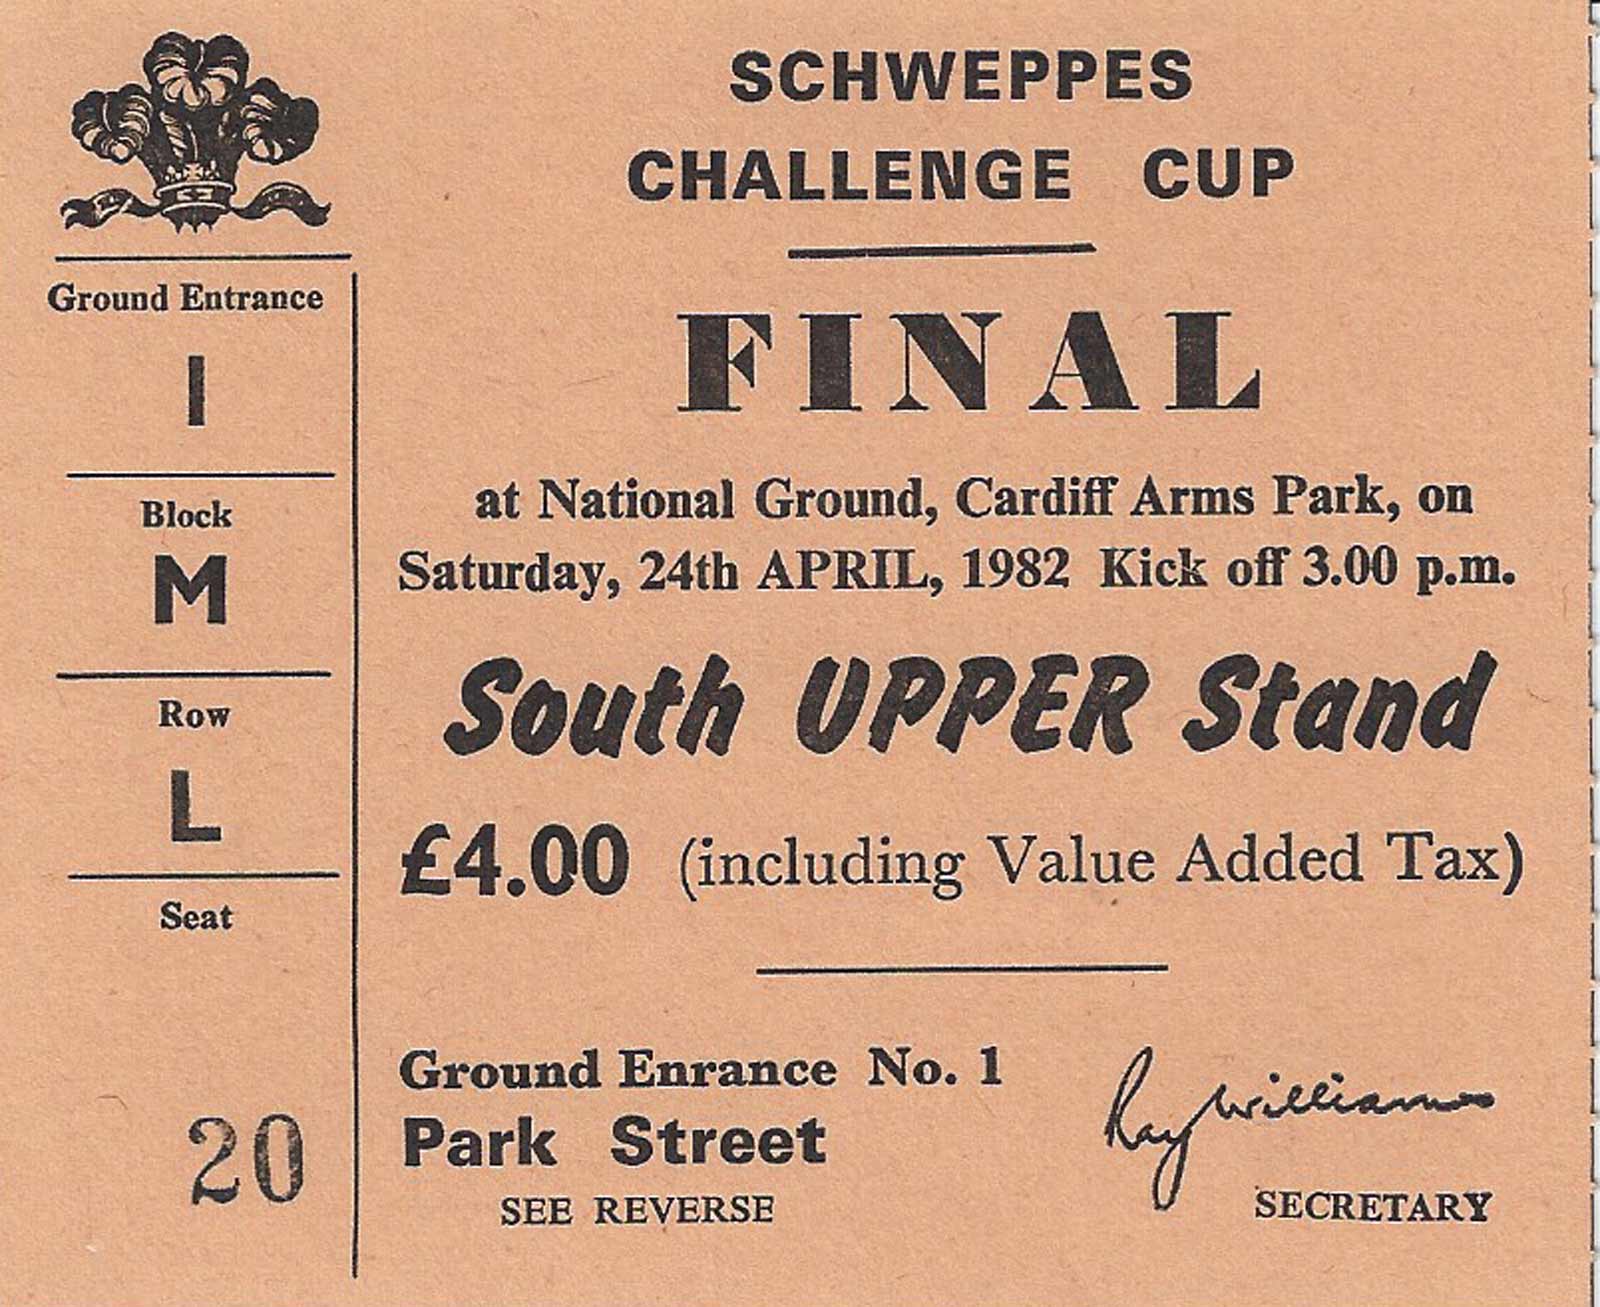 SCHWEPPES
CHALLENGE CUP
FINAL
at National Ground, Cardiff Arms Park, on
Saturday, 24th APRIL, 1982 Kick off 3.00 p.m.
South UPPER Stand
£4.00 (including Value Added Tax)
Ground Enrance No. 1
Park Street
SEE REVERSE
Ray Williams
SECRETARY
Ground Entrance
I
Block
M
Row
L
Seat
20